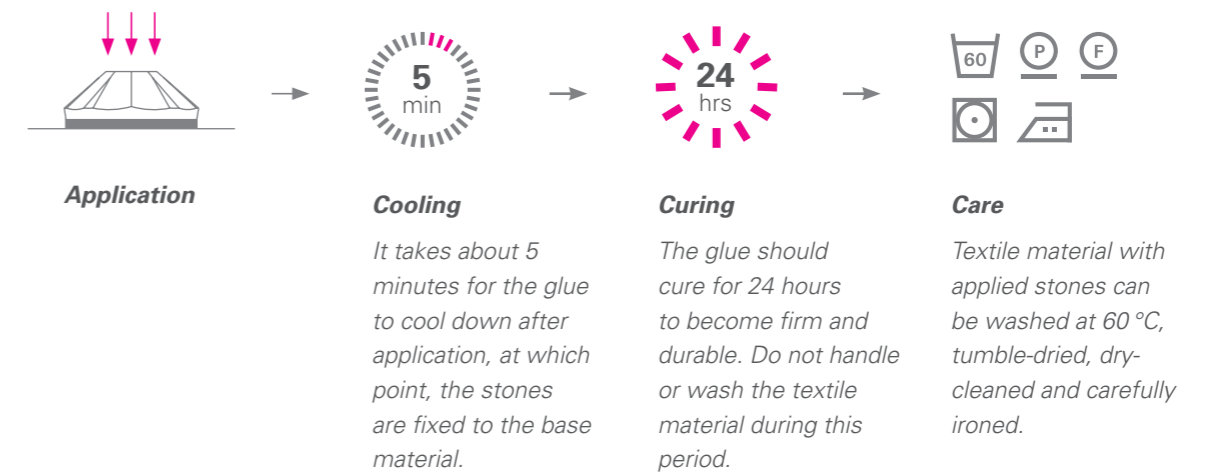 5
min
24
hrs
60
P
F
Application
Cooling
It takes about 5
minutes for the glue
to cool down after
application, at which
point, the stones
are fixed to the base
material.
Curing
The glue should
cure for 24 hours
to become firm and
durable. Do not handle
or wash the textile
material during this
period.
Care
Textile material with
applied stones can
be washed at 60 °C,
tumble-dried, dry-
cleaned and carefully
ironed.